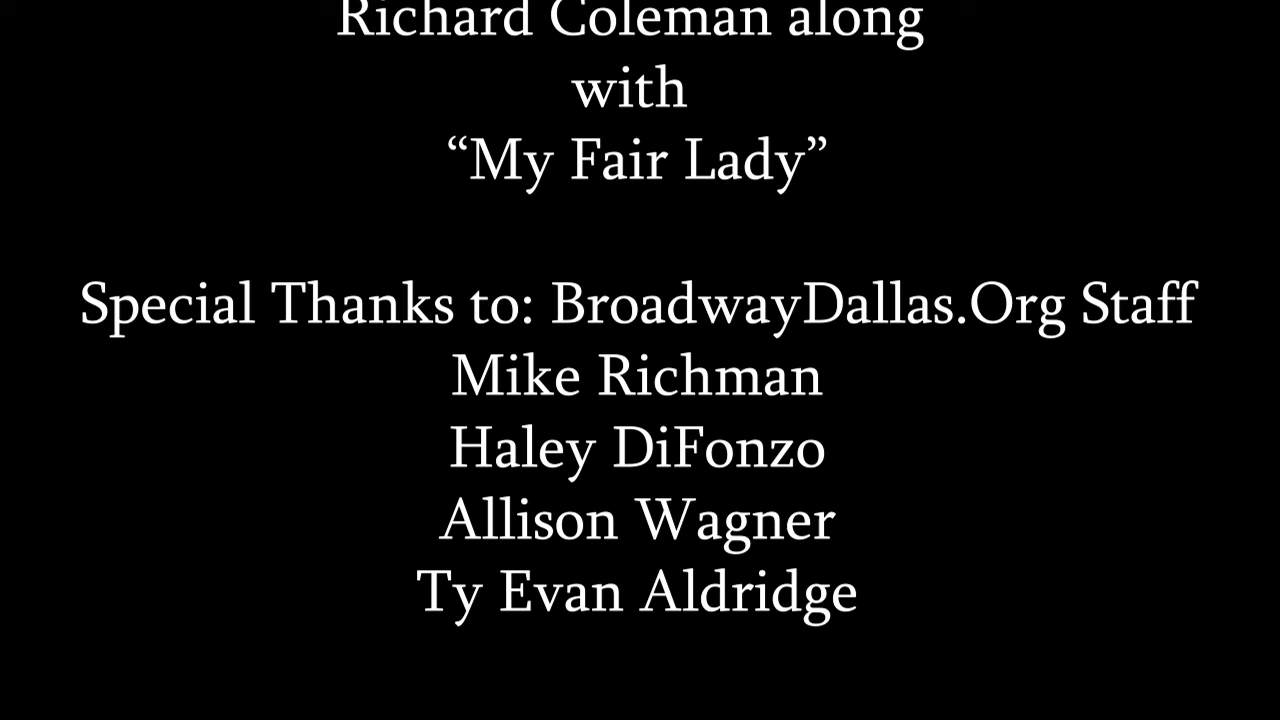 Richard Coleman along
with
“My Fair Lady”
Special Thanks to: BroadwayDallas.Org Staff
Mike Richman
Haley DiFonzo
Allison Wagner
Ty Evan Aldridge